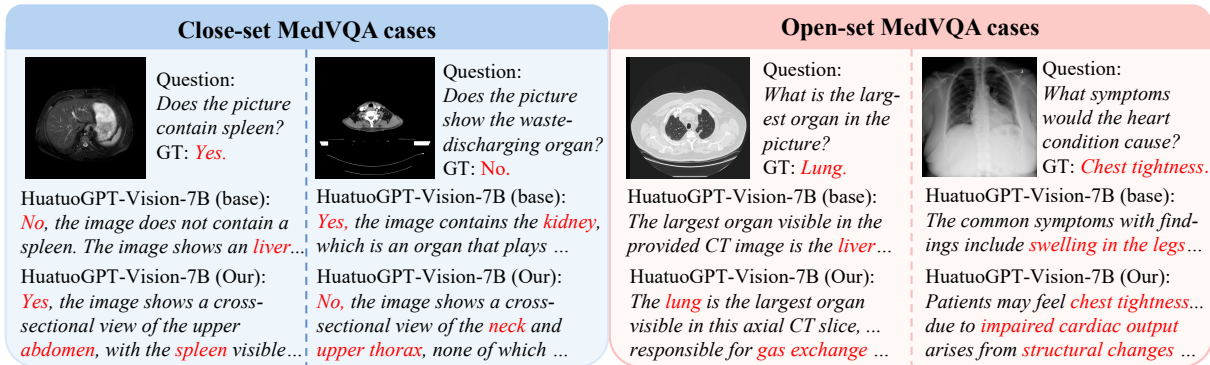 Close-set MedVQA cases
Question:
Does the picture
contain spleen?
GT: Yes.
HuatuoGPT-Vision-7B (base):
No, the image does not contain a
spleen. The image shows an liver...
HuatuoGPT-Vision-7B (Our):
Yes, the image shows a cross-
sectional view of the upper
abdomen, with the spleen visible...
Question:
Does the picture
show the waste-
discharging organ?
GT: No.
HuatuoGPT-Vision-7B (base):
Yes, the image contains the kidney,
which is an organ that plays ...
HuatuoGPT-Vision-7B (Our):
No, the image shows a cross-
sectional view of the neck and
upper thorax, none of which ...
Open-set MedVQA cases
Question:
What is the larg-
est organ in the
picture?
GT: Lung.
HuatuoGPT-Vision-7B (base):
The largest organ visible in the
provided CT image is the liver...
HuatuoGPT-Vision-7B (Our):
The lung is the largest organ
visible in this axial CT slice, ...
responsible for gas exchange ...
Question:
What symptoms
would the heart
condition cause?
GT: Chest tightness.
HuatuoGPT-Vision-7B (base):
The common symptoms with find-
ings include swelling in the legs...
HuatuoGPT-Vision-7B (Our):
Patients may feel chest tightness...
due to impaired cardiac output
arises from structural changes ...